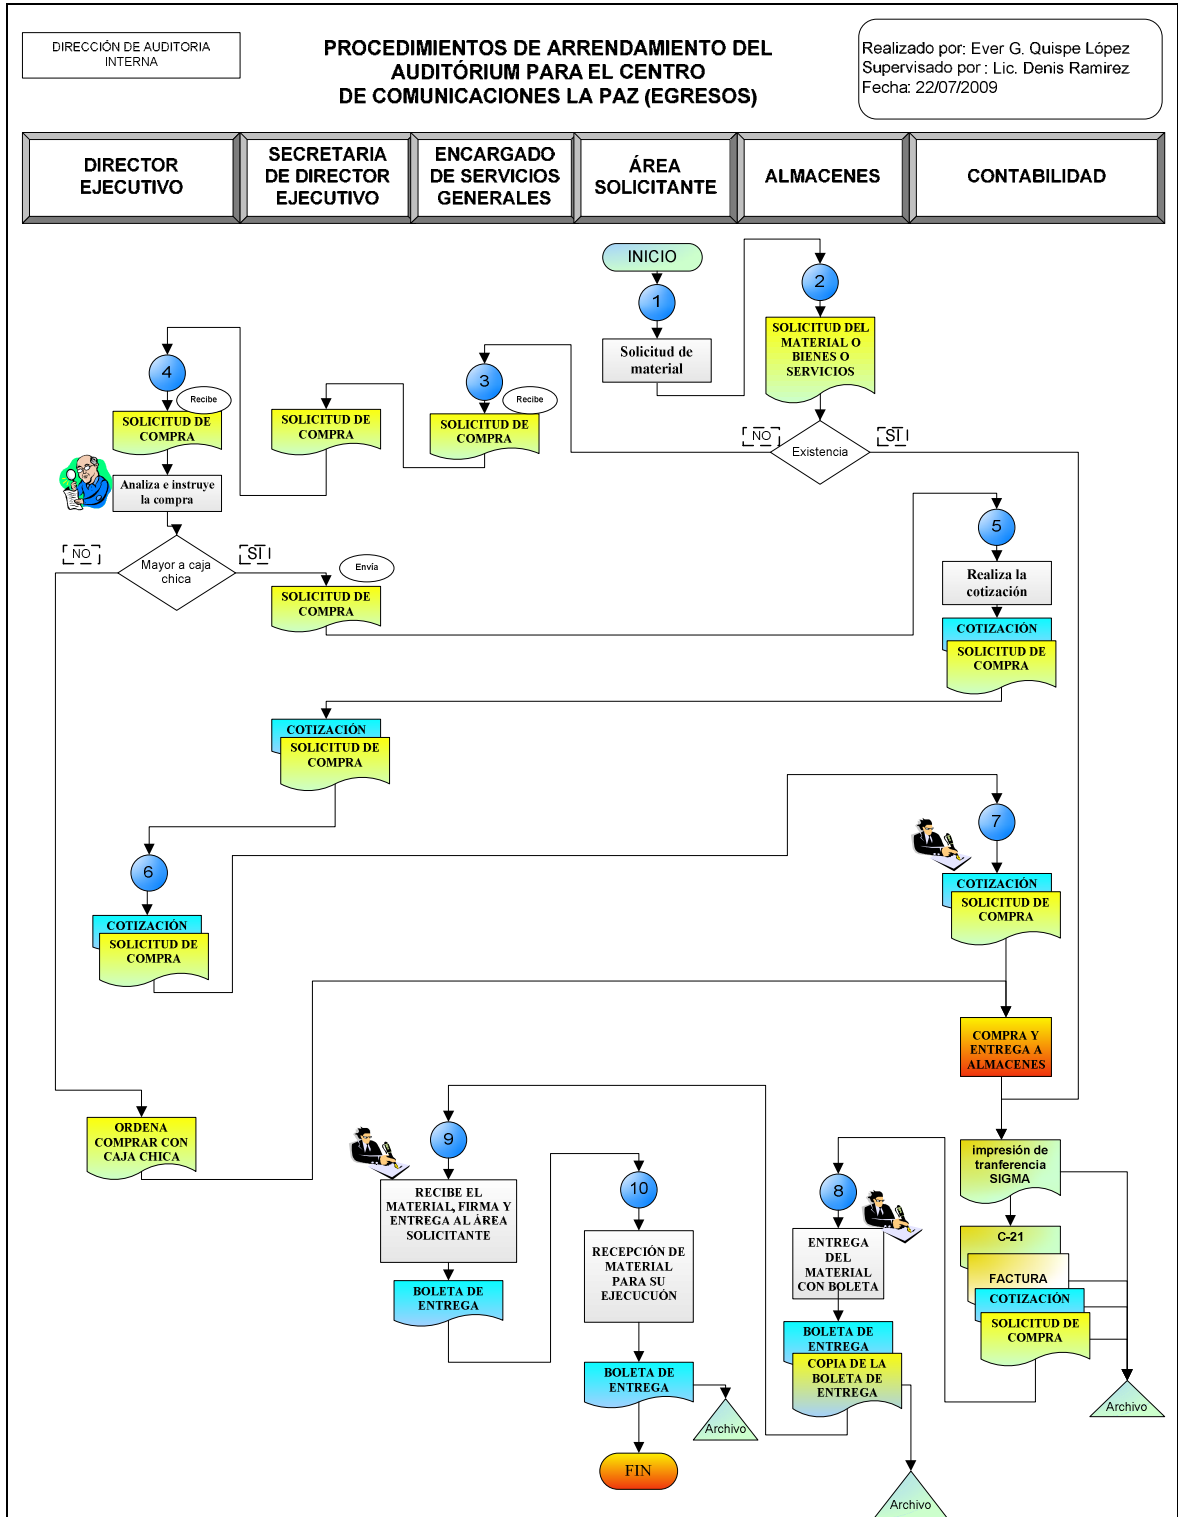 DIRECCIÓN DE AUDITORIA
INTERNA
PROCEDIMIENTOS DE ARRENDAMIENTO DEL
AUDITÓRIUM PARA EL CENTRO
DE COMUNICACIONES LA PAZ (EGRESOS)
Realizado por: Ever G. Quispe López
Supervisado por : Lic. Denis Ramirez
Fecha: 22/07/2009
DIRECTOR
EJECUTIVO
SECRETARIA
DE DIRECTOR
EJECUTIVO
ENCARGADO
DE SERVICIOS
GENERALES
ÁREA
SOLICITANTE
ALMACENES
CONTABILIDAD
INICIO
1
Solicitud de
material
2
SOLICITUD DEL
MATERIAL O
BIENES O
SERVICIOS
Existencia
NO
SI
3
Recibe
SOLICITUD DE
COMPRA
SOLICITUD DE
COMPRA
4
Recibe
SOLICITUD DE
COMPRA
Analiza e instruye
la compra
Mayor a caja
chica
NO
SI
Envía
SOLICITUD DE
COMPRA
5
Realiza la
cotización
COTIZACIÓN
SOLICITUD DE
COMPRA
COTIZACIÓN
SOLICITUD DE
COMPRA
6
COTIZACIÓN
SOLICITUD DE
COMPRA
7
COTIZACIÓN
SOLICITUD DE
COMPRA
COMPRA Y
ENTREGA A
ALMACENES
ORDENA
COMPRAR CON
CAJA CHICA
impresión de
tranferencia
SIGMA
C-21
FACTURA
COTIZACIÓN
SOLICITUD DE
COMPRA
Archivo
8
ENTREGA
DEL
MATERIAL
CON BOLETA
BOLETA DE
ENTREGA
COPIA DE LA
BOLETA DE
ENTREGA
Archivo
9
RECIBE EL
MATERIAL, FIRMA Y
ENTREGA AL ÁREA
SOLICITANTE
BOLETA DE
ENTREGA
10
RECEPCIÓN DE
MATERIAL
PARA SU
EJECUCUÓN
BOLETA DE
ENTREGA
Archivo
FIN